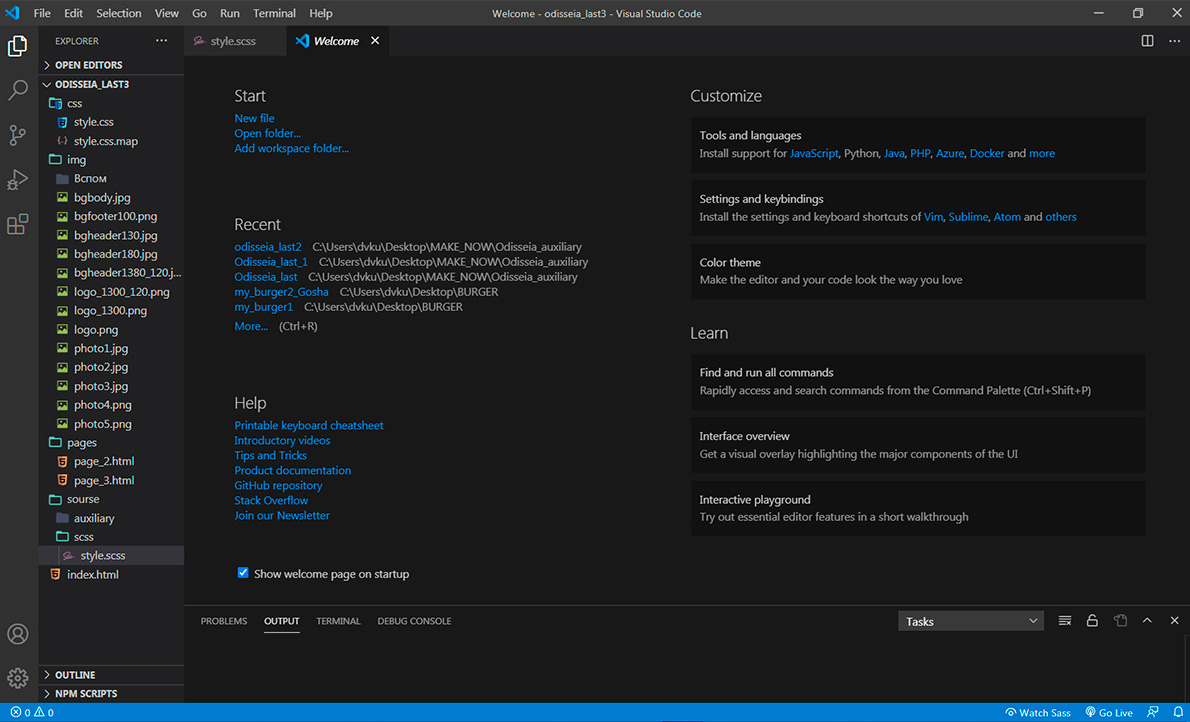 File Edit Selection View Go Run Terminal Help
Welcome - odisseia_last3 - Visual Studio Code
EXPLORER
OPEN EDITORS
ODISSEIA_LAST3
css
style.css
style.css.map
img
Вспом
bgbody.jpg
bgfooter100.png
bgheader130.jpg
bgheader180.jpg
bgheader1380_120.j...
logo_1300_120.png
logo_1300.png
logo.png
photo1.jpg
photo2.jpg
photo3.jpg
photo4.png
photo5.png
pages
page_2.html
page_3.html
sourse
auxiliary
scss
style.scss
index.html
OUTLINE
NPM SCRIPTS
style.scss
Welcome
Start
New file
Open folder...
Add workspace folder...
Recent
odisseia_last2 C:\Users\dvku\Desktop\MAKE_NOW\Odisseia_auxiliary
Odisseia_last_1 C:\Users\dvku\Desktop\MAKE_NOW\Odisseia_auxiliary
Odisseia_last C:\Users\dvku\Desktop\MAKE_NOW\Odisseia_auxiliary
my_burger2_Gosha C:\Users\dvku\Desktop\BURGER
my_burger1 C:\Users\dvku\Desktop\BURGER
More... (Ctrl+R)
Help
Printable keyboard cheatsheet
Introductory videos
Tips and Tricks
Product documentation
GitHub repository
Stack Overflow
Join our Newsletter
Show welcome page on startup
Customize
Tools and languages
Install support for JavaScript, Python, Java, PHP, Azure, Docker and more
Settings and keybindings
Install the settings and keyboard shortcuts of Vim, Sublime, Atom and others
Color theme
Make the editor and your code look the way you love
Learn
Find and run all commands
Rapidly access and search commands from the Command Palette (Ctrl+Shift+P)
Interface overview
Get a visual overlay highlighting the major components of the UI
Interactive playground
Try out essential editor features in a short walkthrough
PROBLEMS OUTPUT TERMINAL DEBUG CONSOLE
Tasks
0 0
Watch Sass Go Live